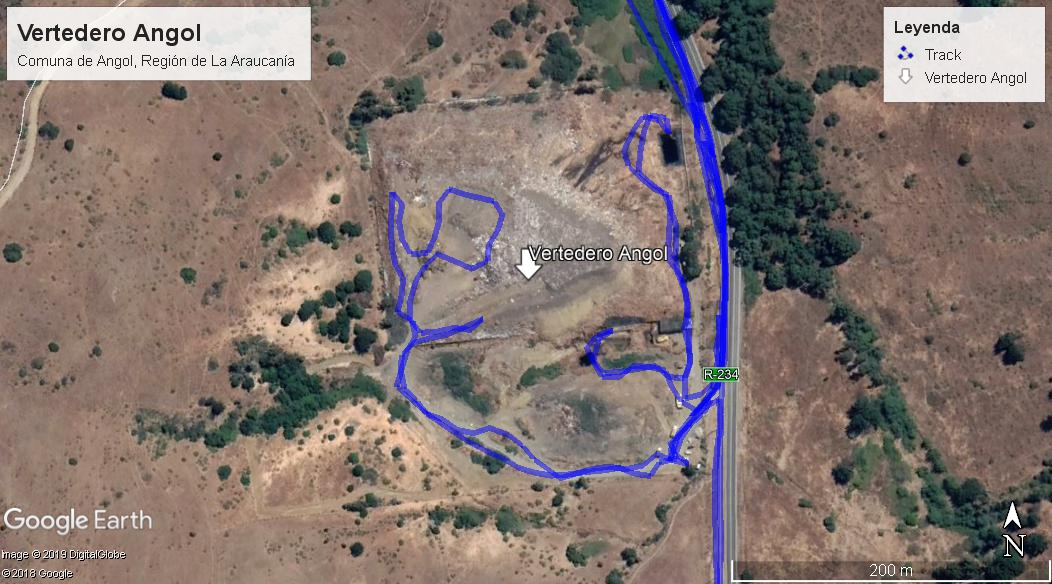 Vertedero Angol
Comuna de Angol, Región de La Araucanía
Leyenda
Track
Vertedero Angol
Vertedero Angol
R-234
Google Earth
Image © 2019 DigitalGlobe
© 2018 Google
N
200 m